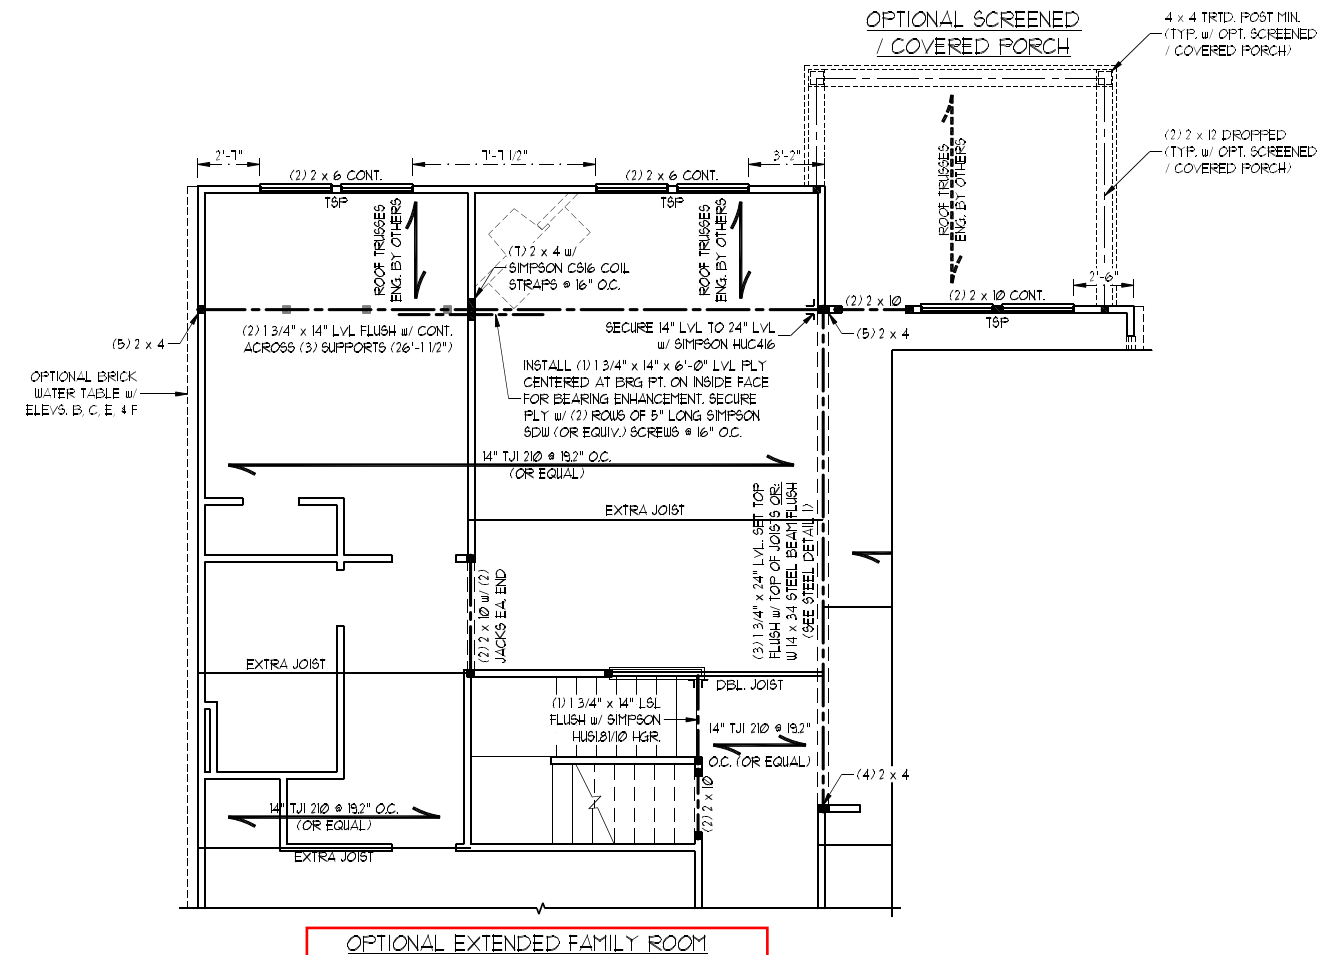 OPTIONAL SCREENED
/ COVERED PORCH
4 x 4 TRTD. POST MIN.
(TYP. w/ OPT. SCREENED
/ COVERED PORCH)
(2) 2 x 12 DROPPED
(TYP. w/ OPT. SCREENED
/ COVERED PORCH)
2'-7"
7'-7 1/2"
3'-2"
(2) 2 x 6 CONT.
TSP
(2) 2 x 6 CONT.
TSP
ROOF TRUSSES
ENG. BY OTHERS
ROOF TRUSSES
ENG. BY OTHERS
ROOF TRUSSES
ENG. BY OTHERS
(7) 2 x 4 w/
SIMPSON CS16 COIL
STRAPS @ 16" O.C.
2'-6"
(2) 2 x 10
(2) 2 x 10 CONT.
TSP
(5) 2 x 4
(2) 1 3/4" x 14" LVL FLUSH w/ CONT.
ACROSS (3) SUPPORTS (26'-1 1/2")
SECURE 14" LVL TO 24" LVL
w/ SIMPSON HUC416
(5) 2 x 4
OPTIONAL BRICK
WATER TABLE w/
ELEVS. B, C, E, & F
INSTALL (1) 1 3/4" x 14" x 6'-0" LVL PLY
CENTERED AT BRG PT. ON INSIDE FACE
FOR BEARING ENHANCEMENT. SECURE
PLY w/ (2) ROWS OF 5" LONG SIMPSON
SDW (OR EQUIV.) SCREWS @ 16" O.C.
14" TJI 210 @ 19.2" O.C.
(OR EQUAL)
EXTRA JOIST
(3) 1 3/4" x 24" LVL. SET TOP
FLUSH w/ TOP OF JOISTS OR:
W 14 x 34 STEEL BEAM FLUSH
(SEE STEEL DETAIL 1)
(2) 2 x 10 w/ (2)
JACKS EA. END
EXTRA JOIST
DBL. JOIST
(1) 1 3/4" x 14" LSL
FLUSH w/ SIMPSON
HUS1.81/10 HGR.
14" TJI 210 @ 19.2"
O.C. (OR EQUAL)
(2) 2 x 10
(4) 2 x 4
14" TJI 210 @ 19.2" O.C.
(OR EQUAL)
EXTRA JOIST
OPTIONAL EXTENDED FAMILY ROOM